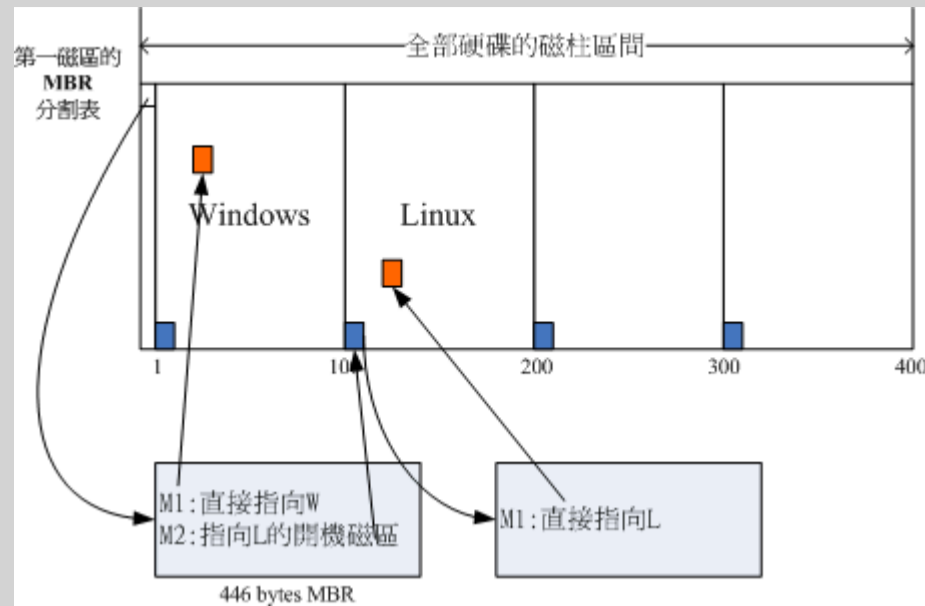 全部硬碟的磁柱區間
第一磁區的
MBR
分割表
Windows
Linux
1
100
200
300
400
M1:直接指向W
M2:指向L的開機磁區
446 bytes MBR
M1:直接指向L